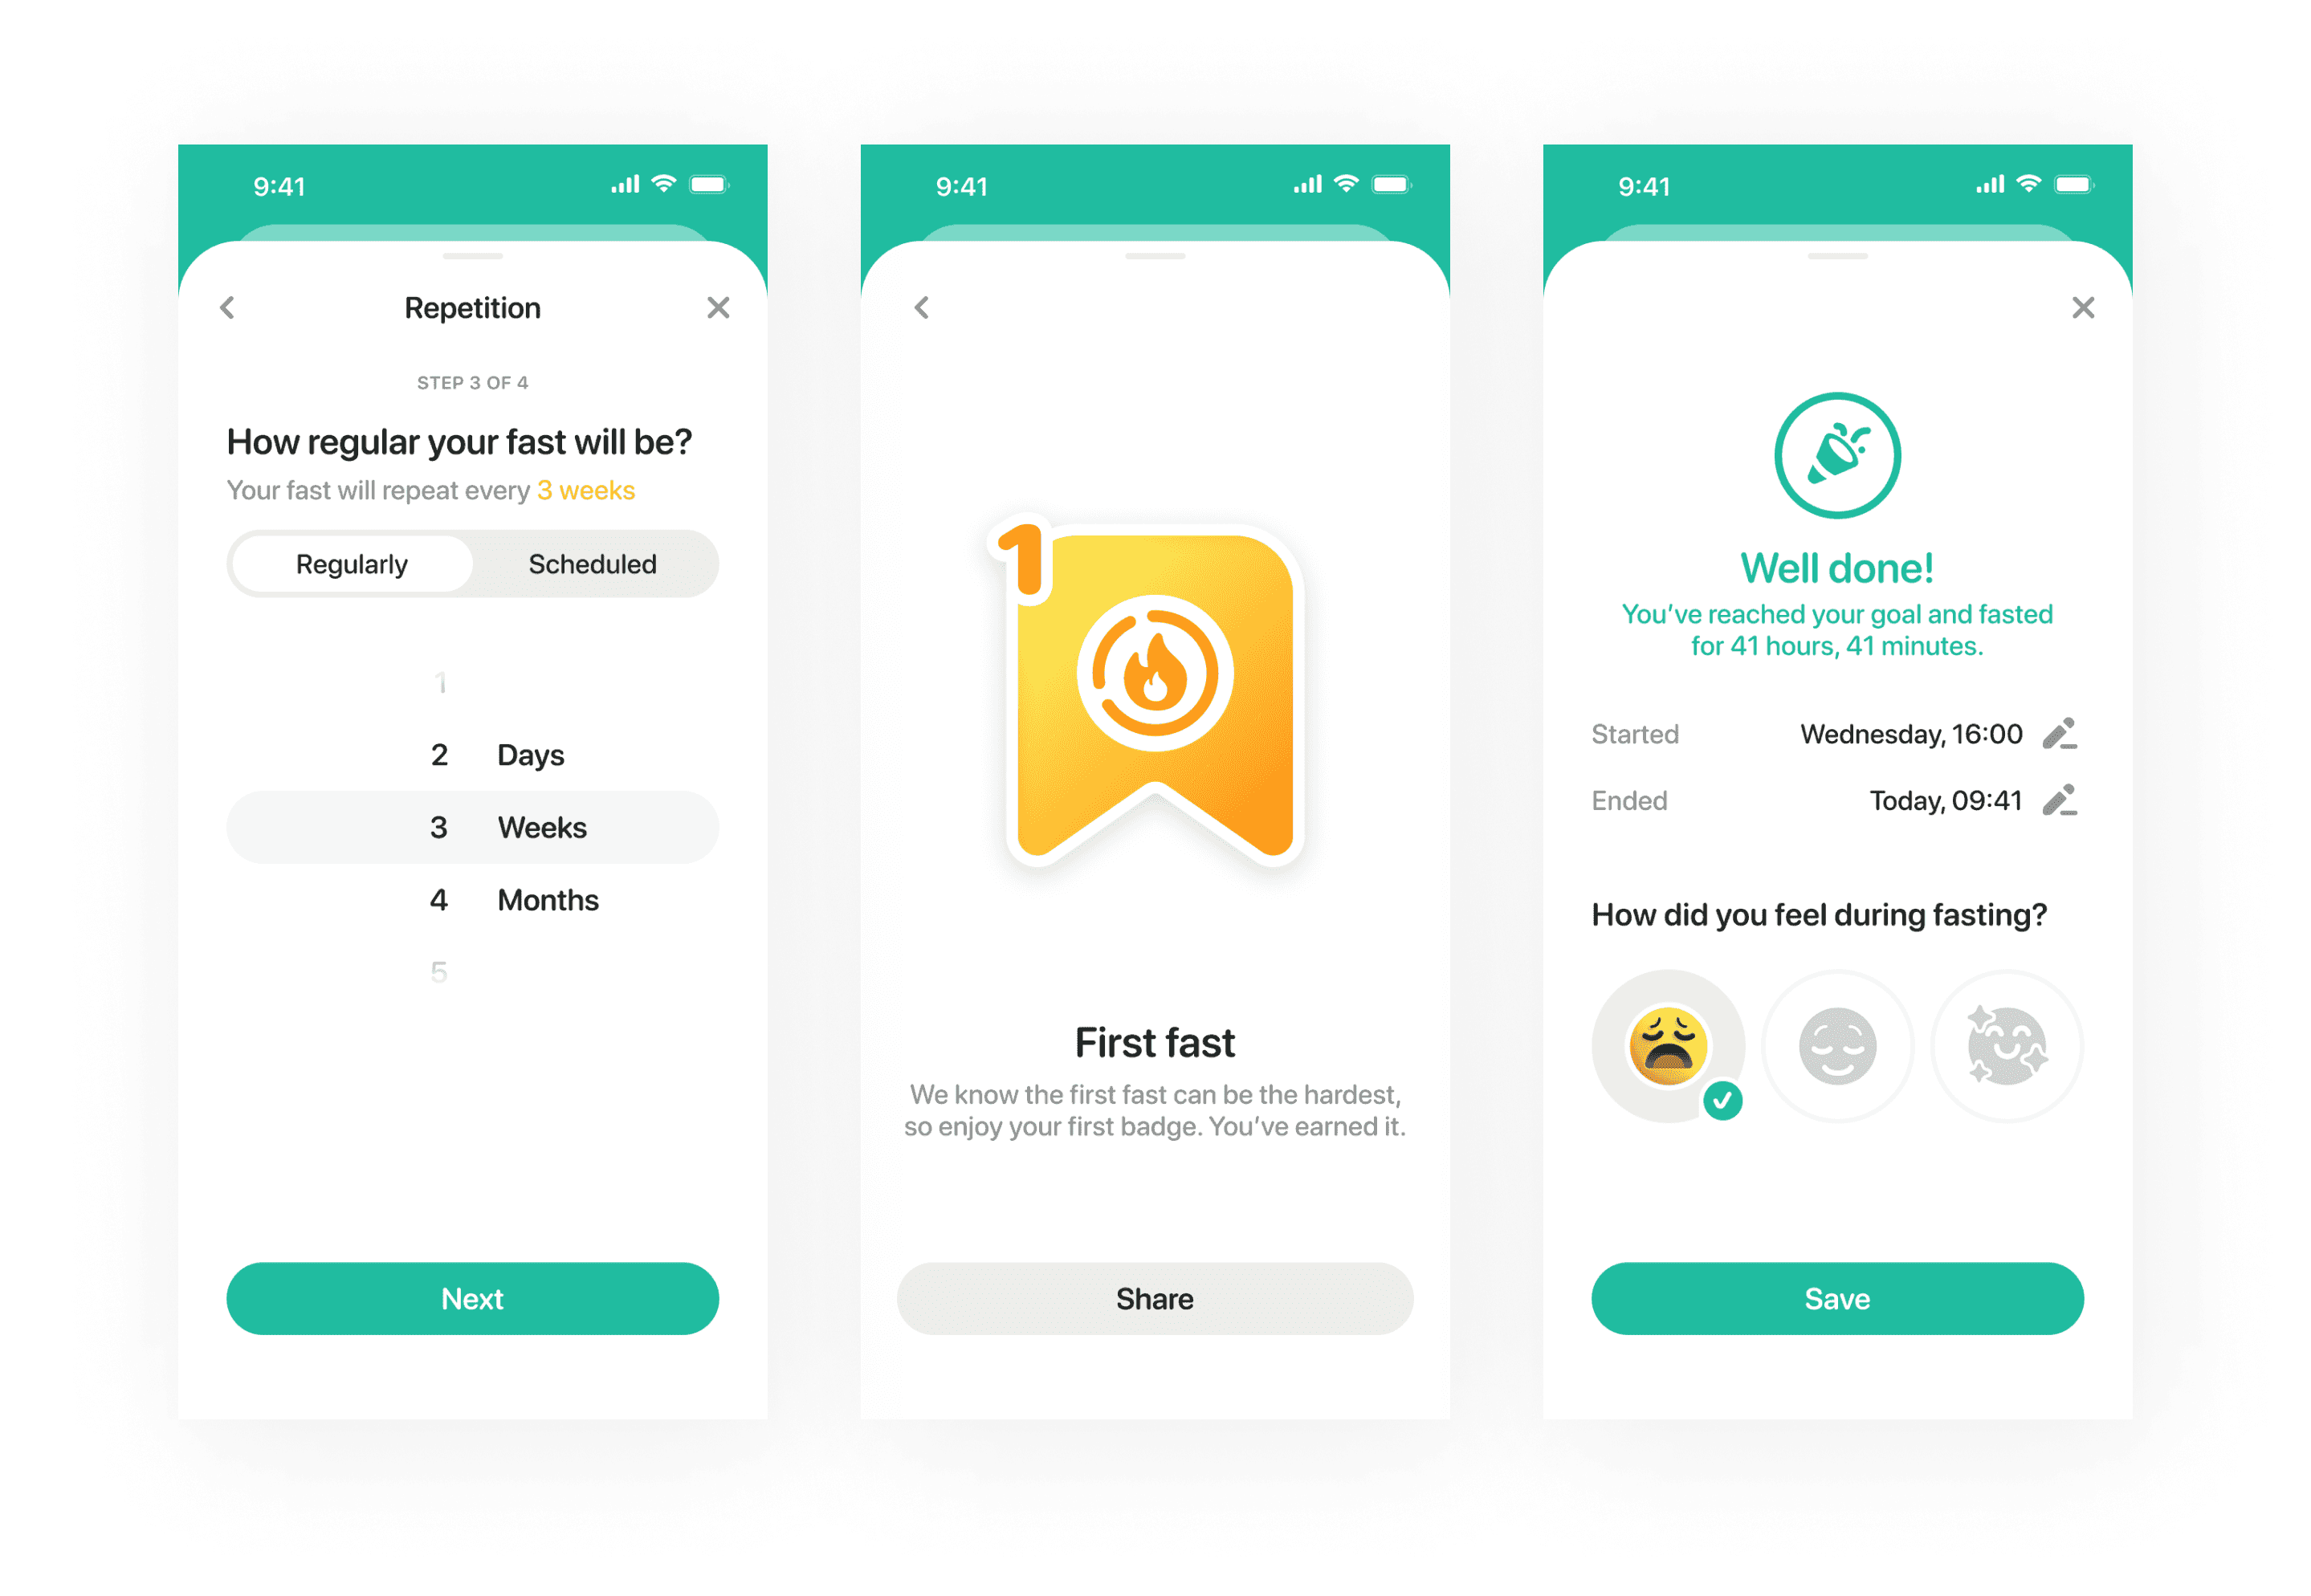 9:41
Repetition
STEP 3 OF 4
How regular your fast will be?
Your fast will repeat every 3 weeks
Regularly Scheduled
1
2 Days
3 Weeks
4 Months
5
Next
9:41
1
First fast
We know the first fast can be the hardest,
so enjoy your first badge. You’ve earned it.
Share
9:41
Well done!
You’ve reached your goal and fasted
for 41 hours, 41 minutes.
Started Wednesday, 16:00
Ended Today, 09:41
How did you feel during fasting?
Save